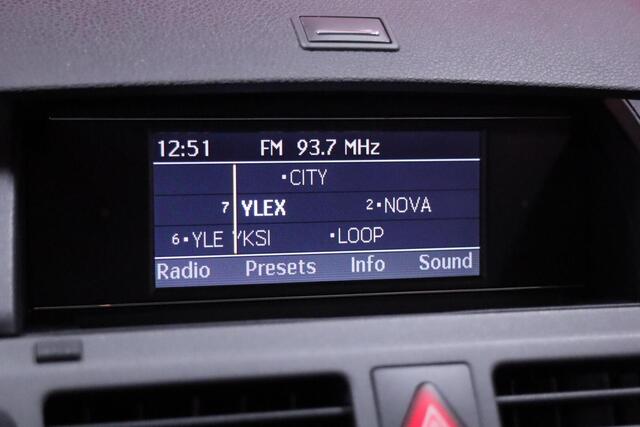 12:51 FM 93.7 MHz
•CITY
7 YLEX 2•NOVA
6•YLE YKSI •LOOP
Radio Presets Info Sound